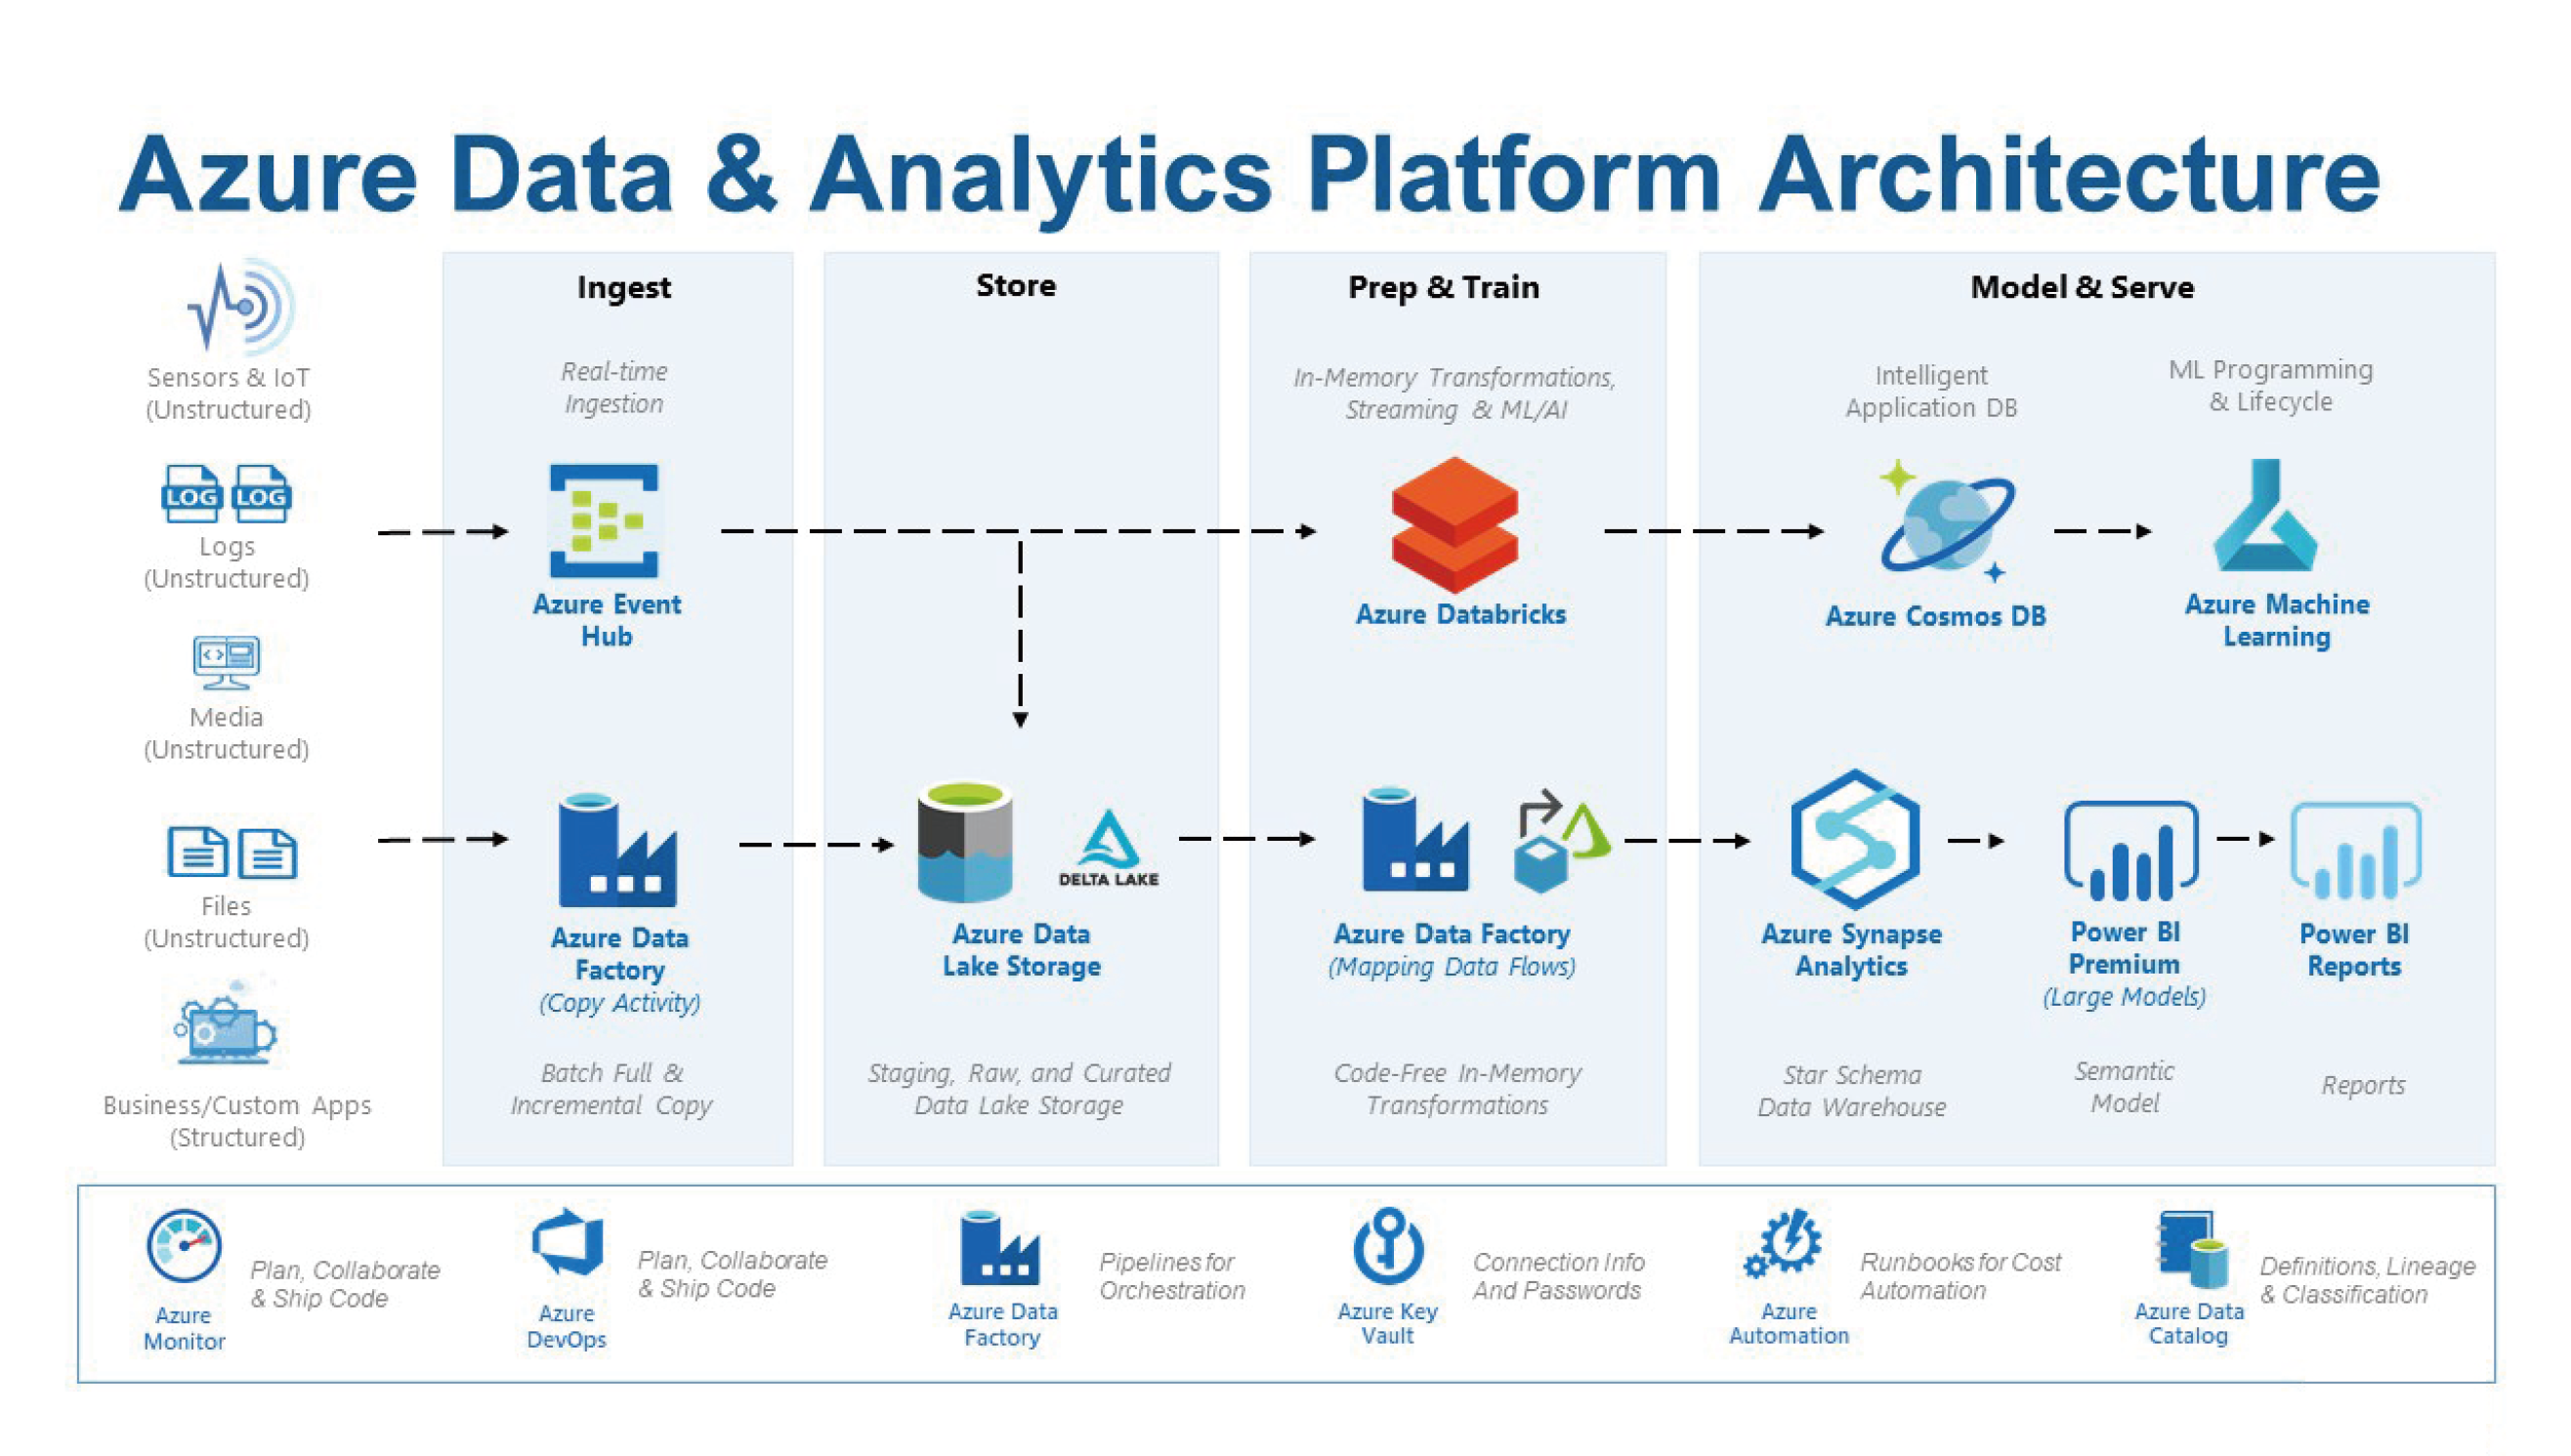 Azure Data & Analytics Platform Architecture
Sensors & IoT
(Unstructured)
LOG LOG
Logs
(Unstructured)
Media
(Unstructured)
Files
(Unstructured)
Business/Custom Apps
(Structured)
Ingest
Real-time
Ingestion
Azure Event
Hub
Azure Data
Factory
(Copy Activity)
Batch Full &
Incremental Copy
Store
DELTA LAKE
Azure Data
Lake Storage
Staging, Raw, and Curated
Data Lake Storage
Prep & Train
In-Memory Transformations,
Streaming & ML/AI
Azure Databricks
Azure Data Factory
(Mapping Data Flows)
Code-Free In-Memory
Transformations
Model & Serve
Intelligent
Application DB
Azure Cosmos DB
ML Programming
& Lifecycle
Azure Machine
Learning
Azure Synapse
Analytics
Star Schema
Data Warehouse
Power BI
Premium
(Large Models)
Semantic
Model
Power BI
Reports
Reports
Azure
Monitor
Plan, Collaborate
& Ship Code
Azure
DevOps
Plan, Collaborate
& Ship Code
Azure Data
Factory
Pipelines for
Orchestration
Azure Key
Vault
Connection Info
And Passwords
Azure
Automation
Runbooks for Cost
Automation
Azure Data
Catalog
Definitions, Lineage
& Classification